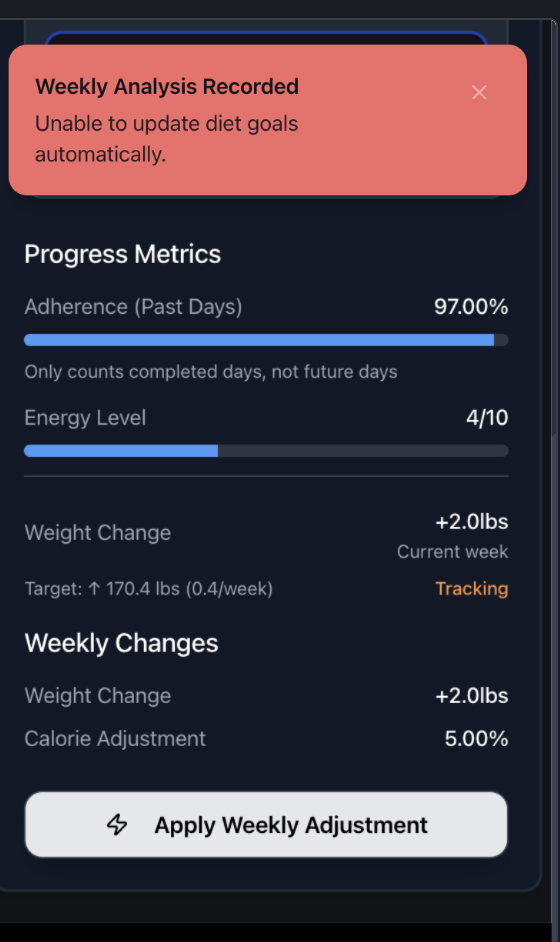 Weekly Analysis Recorded
Unable to update diet goals
automatically.
Progress Metrics
Adherence (Past Days) 97.00%
Only counts completed days, not future days
Energy Level 4/10
Weight Change +2.0lbs
Current week
Target: ↑ 170.4 lbs (0.4/week) Tracking
Weekly Changes
Weight Change +2.0lbs
Calorie Adjustment 5.00%
Apply Weekly Adjustment